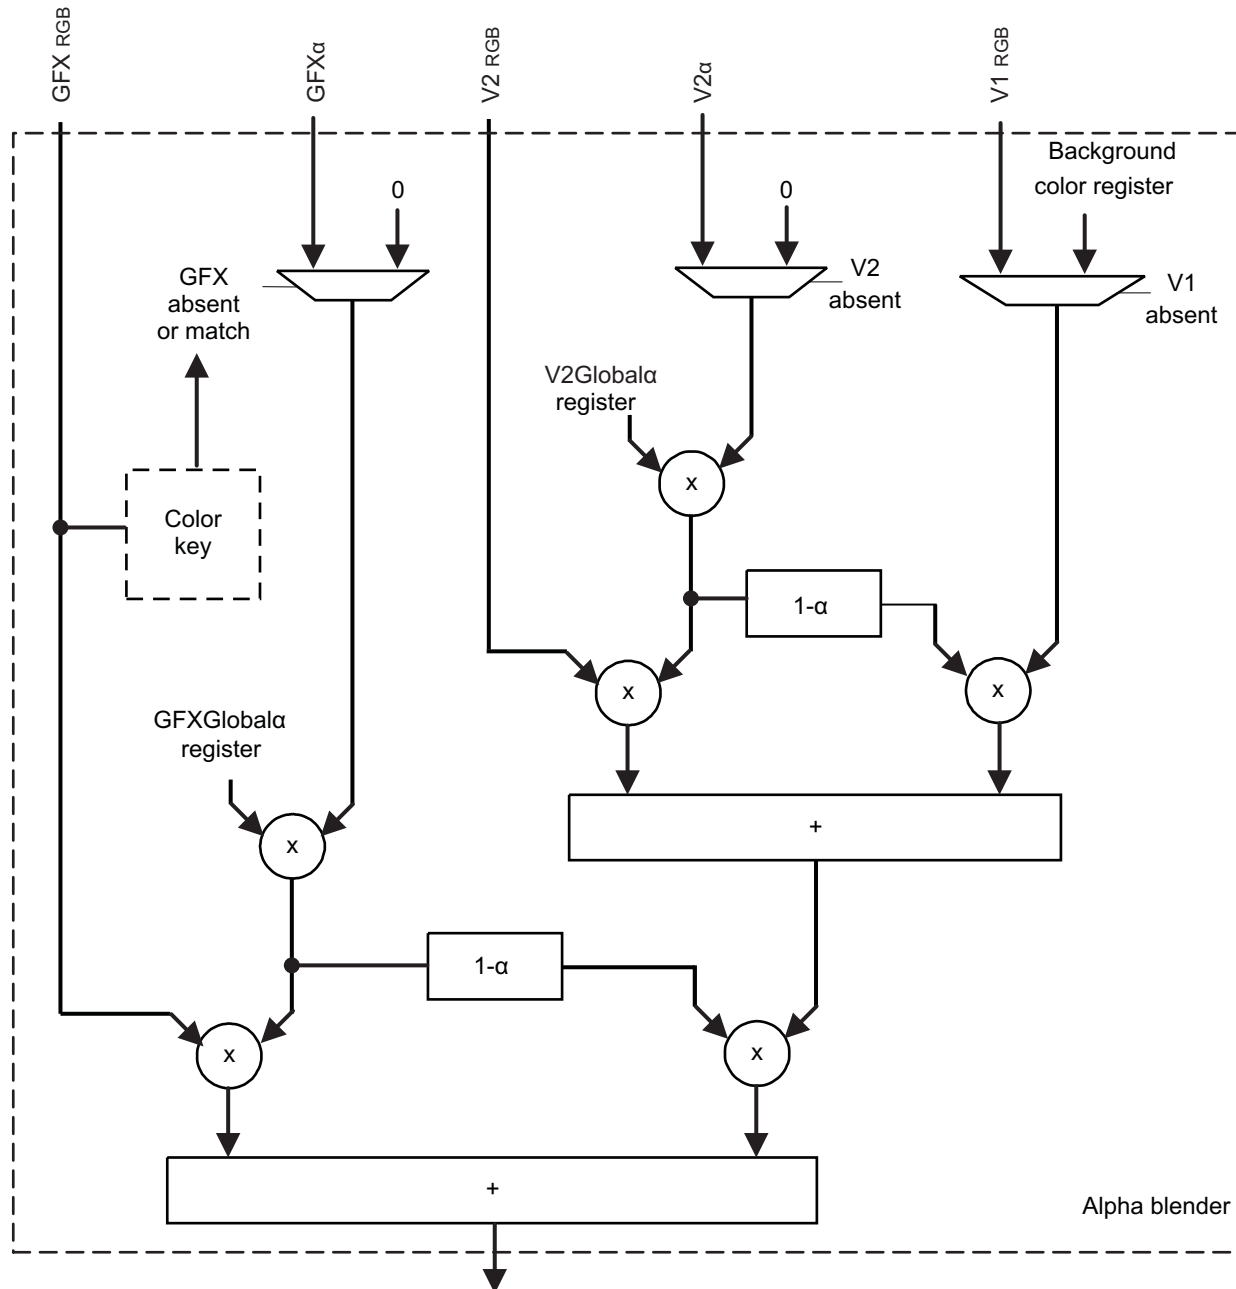 GFX RGB
GFXα
V2 RGB
V2α
V1 RGB
Background
color register
0
0
GFX
absent
or match
V2
absent
V1
absent
V2Globalα
register
x
Color
key
1-α
x
x
GFXGlobalα
register
+
x
1-α
x
x
+
Alpha blender